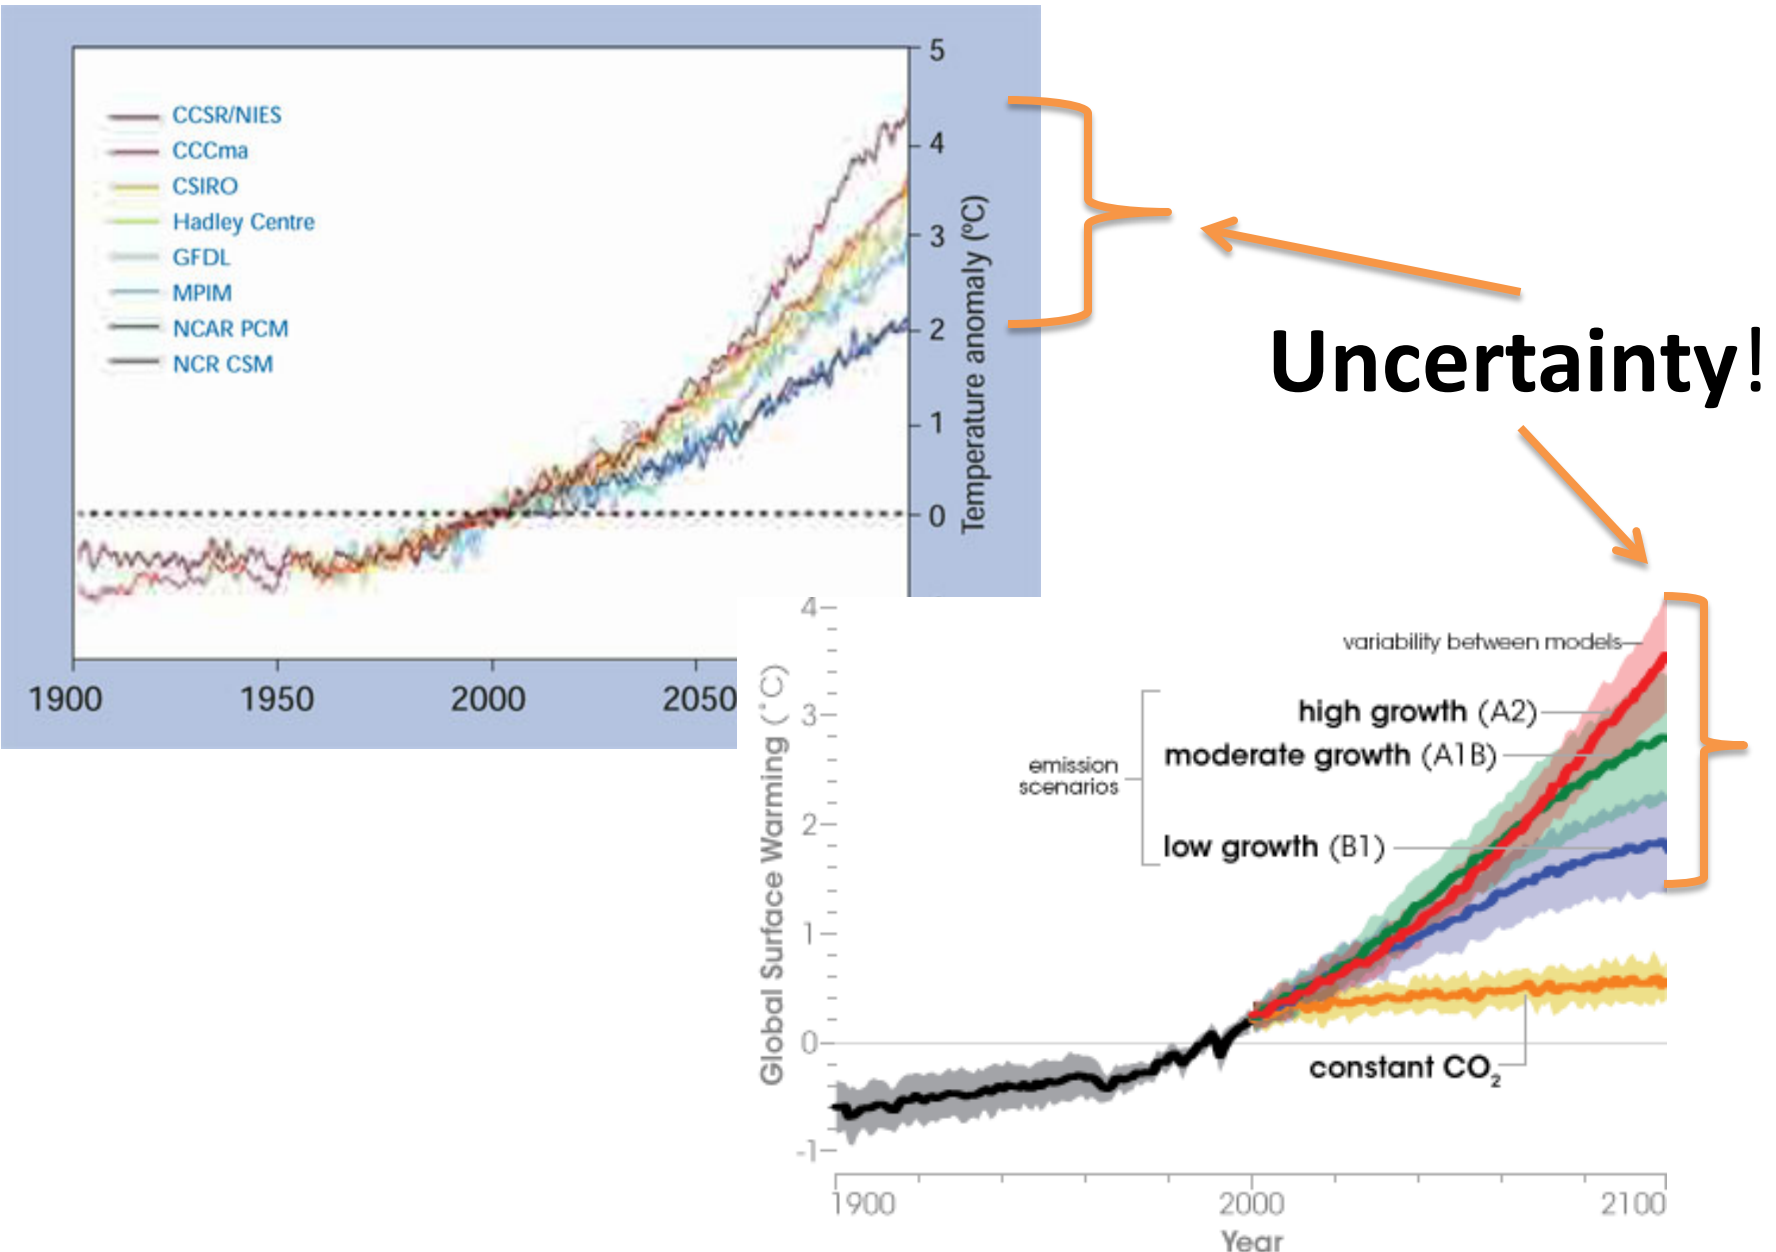 5
CCSR/NIES
CCCma
CSIRO
Hadley Centre
GFDL
MPIM
NCAR PCM
NCR CSM
4
3
2
1
0
Temperature anomaly (ºC)
1900 1950 2000 2050
Uncertainty!
4
3
2
1
0
-1
Global Surface Warming (˚C)
variability between models
high growth (A2)
moderate growth (A1B)
emission
scenarios
low growth (B1)
constant CO₂
1900 2000 2100
Year